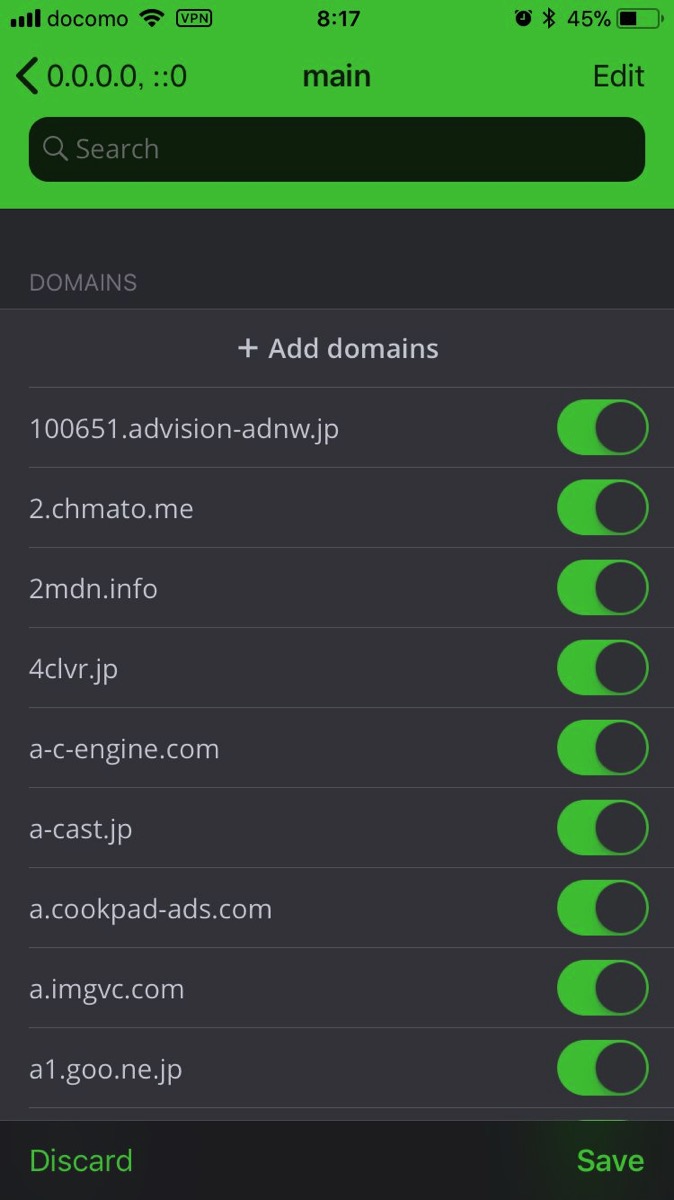 docomo VPN 8:17 45%
0.0.0.0, ::0 main Edit
Search
DOMAINS
+ Add domains
100651.advision-adnw.jp
2.chmato.me
2mdn.info
4clvr.jp
a-c-engine.com
a-cast.jp
a.cookpad-ads.com
a.imgvc.com
a1.goo.ne.jp
Discard Save